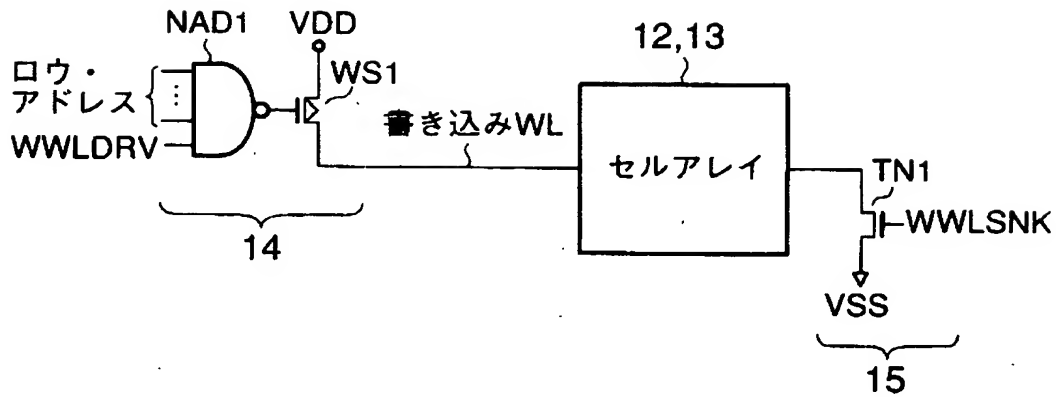 NAD1
VDD
12,13
ロウ・
アドレス
WS1
WWLDRV
書き込みWL
セルアレイ
TN1
WWLSNK
14
VSS
15